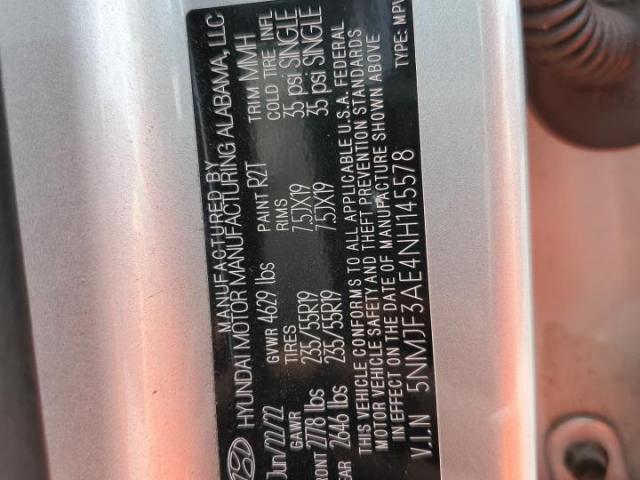 MANUFACTURED BY
HYUNDAI MOTOR MANUFACTURING ALABAMA, LLC
Jun/22/22 GVWR 4629 lbs PAINT R2T TRIM MMH
GAWR TIRES RIMS COLD TIRE INFL
FRONT 2778 lbs 235/55R19 7.5JX19 35 psi SINGLE
REAR 2646 lbs 235/55R19 7.5JX19 35 psi SINGLE
THIS VEHICLE CONFORMS TO ALL APPLICABLE U.S.A. FEDERAL
MOTOR VEHICLE SAFETY AND THEFT PREVENTION STANDARDS
IN EFFECT ON THE DATE OF MANUFACTURE SHOWN ABOVE
V.I.N 5NMJF3AE4NH145578 TYPE: MPV